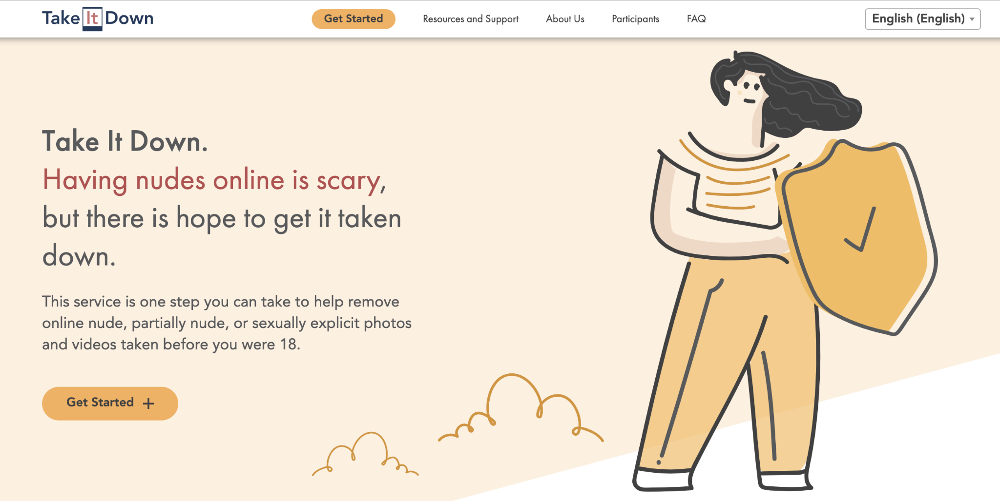 Take It Down
Get Started
Resources and Support
About Us
Participants
FAQ
English (English)
Take It Down.
Having nudes online is scary,
but there is hope to get it taken
down.
This service is one step you can take to help remove
online nude, partially nude, or sexually explicit photos
and videos taken before you were 18.
Get Started +